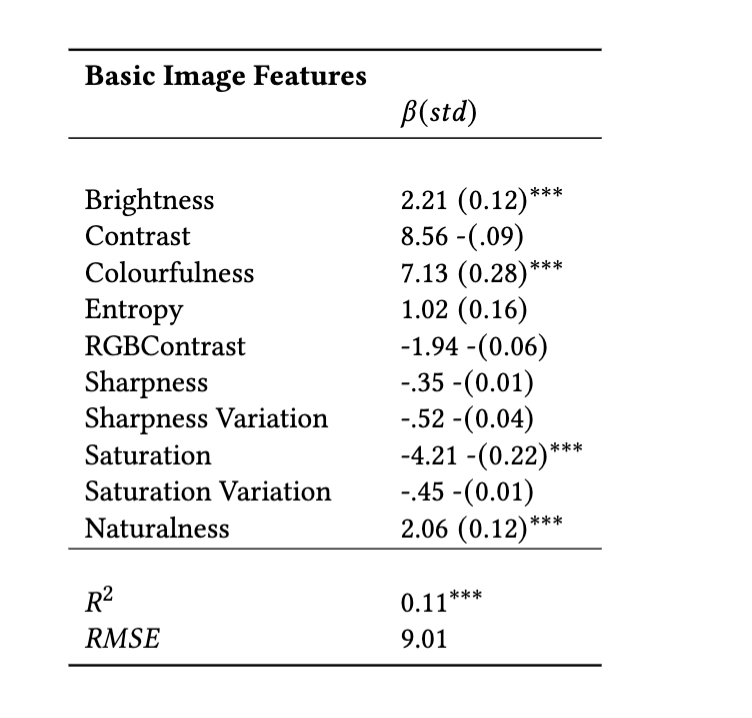 Basic Image Features
β(std)
Brightness 2.21 (0.12)***
Contrast 8.56 -(.09)
Colourfulness 7.13 (0.28)***
Entropy 1.02 (0.16)
RGBContrast -1.94 -(0.06)
Sharpness -.35 -(0.01)
Sharpness Variation -.52 -(0.04)
Saturation -4.21 -(0.22)***
Saturation Variation -.45 -(0.01)
Naturalness 2.06 (0.12)***
R² 0.11***
RMSE 9.01